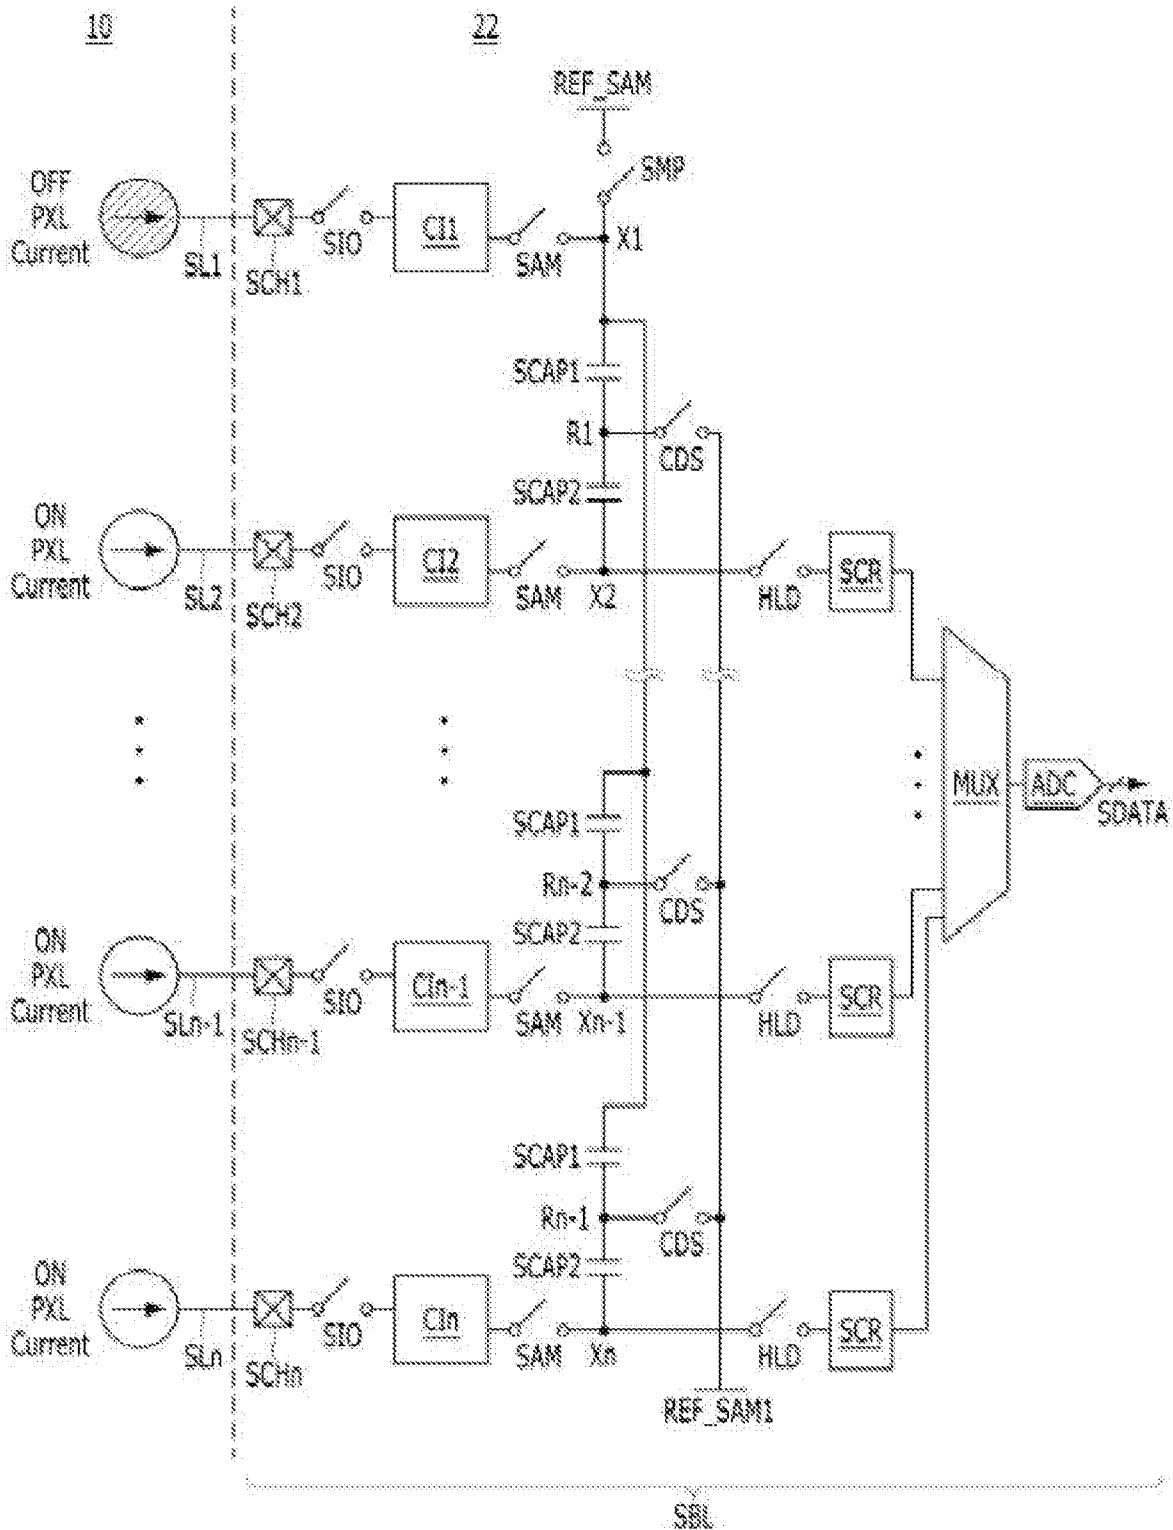 10
22
REF_SAM
SMP
OFF
PXL
Current
SL1
SCH1
SIO
CI1
SAM
X1
SCAP1
R1
CDS
SCAP2
ON
PXL
Current
SL2
SCH2
SIO
CI2
SAM
X2
HLD
SCR
MUX
ADC
SDATA
SCAP1
Rn-2
CDS
SCAP2
ON
PXL
Current
SLn-1
SCHn-1
SIO
CIn-1
SAM
Xn-1
HLD
SCR
SCAP1
Rn-1
CDS
SCAP2
ON
PXL
Current
SLn
SCHn
SIO
CIn
SAM
Xn
HLD
SCR
REF_SAM1
SBL